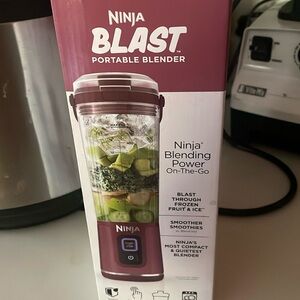 NINJA
BLAST™
PORTABLE BLENDER
NINJA
Ninja®
Blending
Power
On-The-Go
BLAST
THROUGH
FROZEN
FRUIT & ICE
SMOOTHER
SMOOTHIES
NINJA'S
MOST COMPACT
& QUIETEST
BLENDER